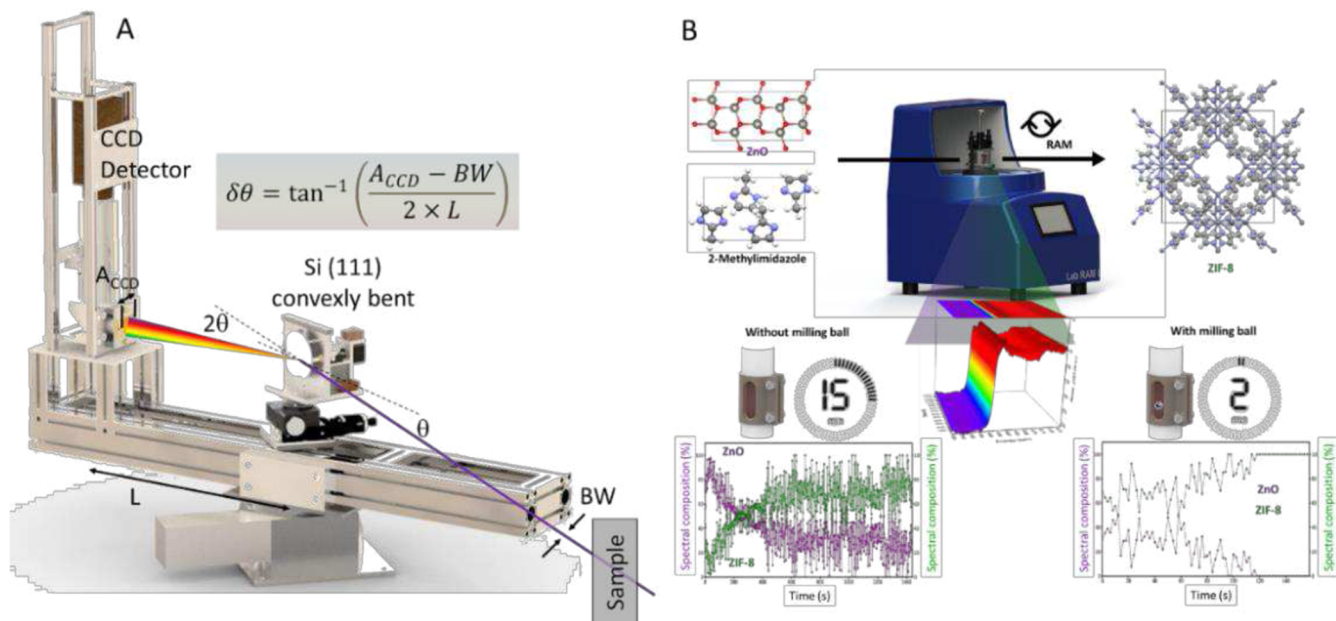 A
CCD
Detector
δθ = tan⁻¹ ( (A_CCD − BW) / (2 × L) )
Si (111)
convexly bent
A_CCD
2θ
θ
L
BW
Sample
B
ZnO
2-Methylimidazole
RAM
Lab RAM I
ZIF-8
Without milling ball
15
With milling ball
2
Spectral composition (%)
ZnO
ZIF-8
Spectral composition (%)
Time (s)
Spectral composition (%)
ZnO
ZIF-8
Spectral composition (%)
Time (s)